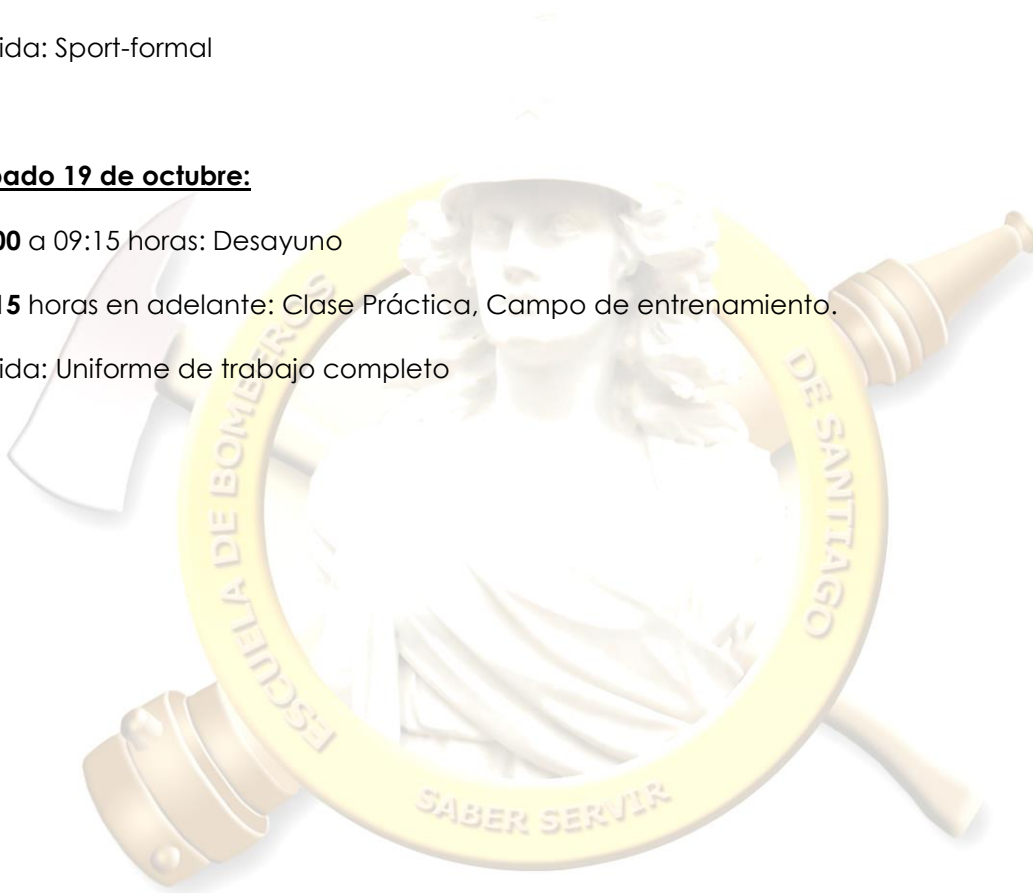 ida: Sport-formal
ado 19 de octubre:
00 a 09:15 horas: Desayuno
15 horas en adelante: Clase Práctica, Campo de entrenamiento.
ida: Uniforme de trabajo completo
ESCUELA DE BOMBEROS
DE SANTIAGO
SABER SERVIR